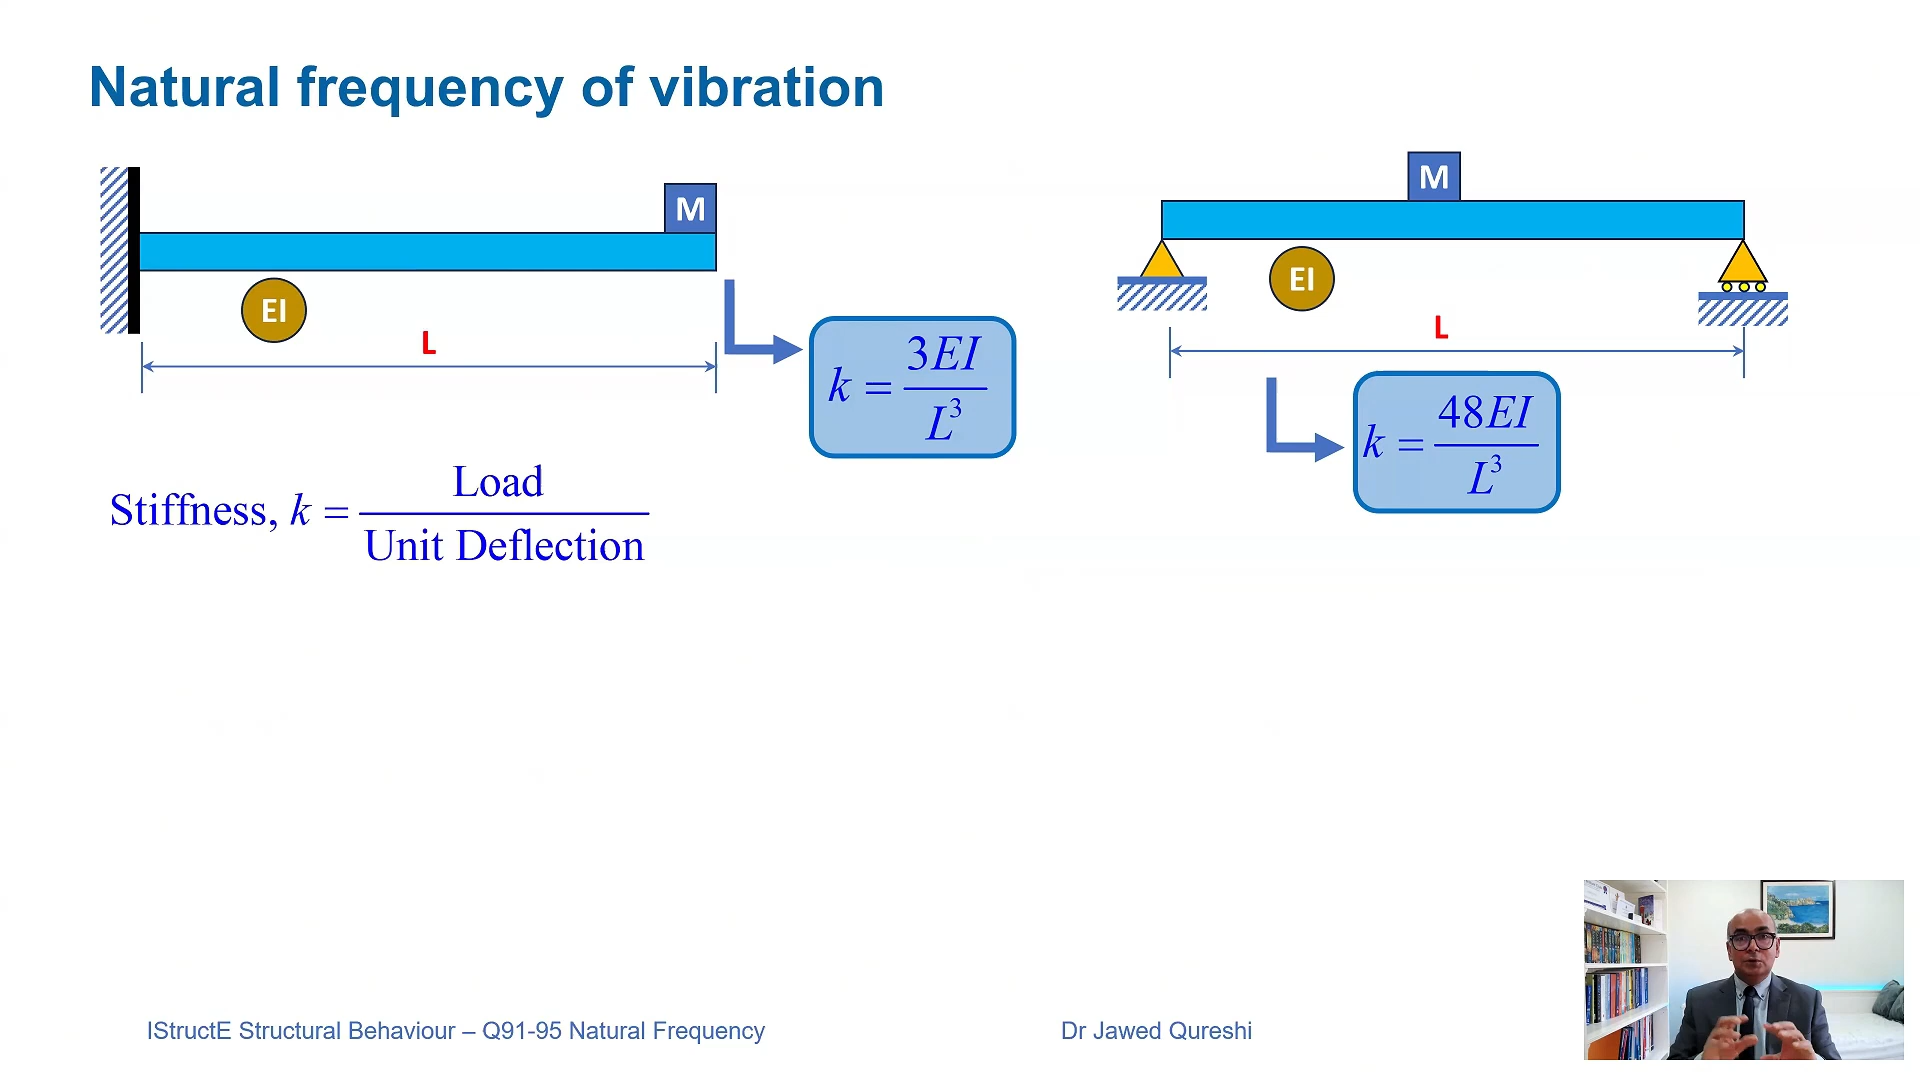 Natural frequency of vibration
M
EI
L
k = 3EI / L³
Stiffness, k = Load / Unit Deflection
M
EI
L
k = 48EI / L³
IStructE Structural Behaviour – Q91-95 Natural Frequency
Dr Jawed Qureshi